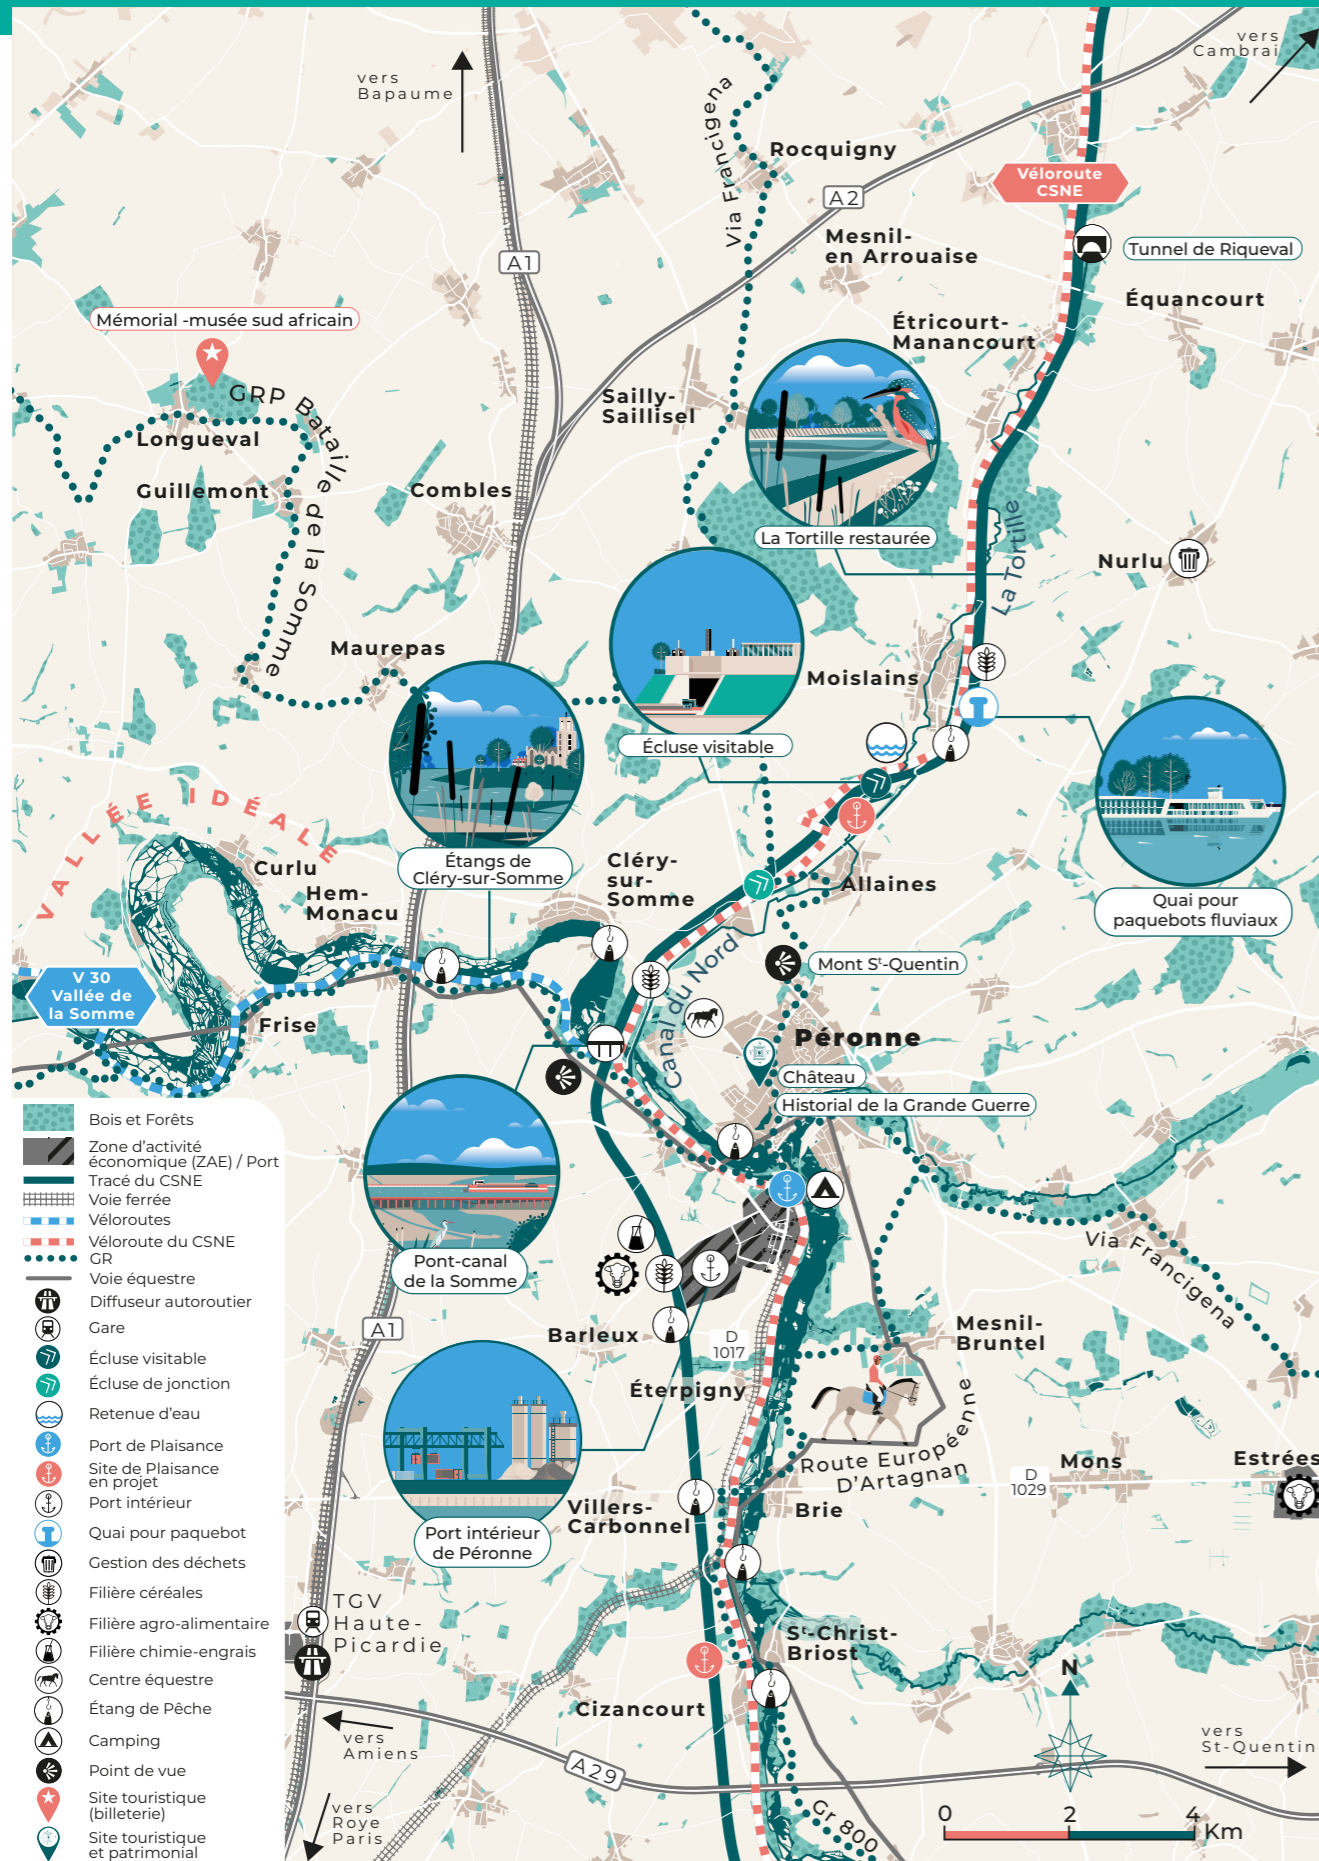 vers
Bapaume
vers
Cambrai
Via Francigena
Rocquigny
A2
Véloroute
CSNE
Mesnil-
en Arrouaise
Tunnel de Riqueval
A1
Équancourt
Mémorial -musée sud africain
Étricourt-
Manancourt
GRP Bataille de la Somme
Longueval
Sailly-
Saillisel
Guillemont
Combles
La Tortille restaurée
La Tortille
Nurlu
Maurepas
Moislains
Écluse visitable
VALLÉE IDÉALE
Curlu
Hem-
Monacu
Étangs de
Cléry-sur-Somme
Cléry-
sur-
Somme
Allaines
Quai pour
paquebots fluviaux
Canal du Nord
Mont St-Quentin
V 30
Vallée de
la Somme
Frise
Péronne
Château
Historial de la Grande Guerre
Pont-canal
de la Somme
Via Francigena
A1
Barleux
D
1017
Mesnil-
Bruntel
Éterpigny
Route Européenne
D'Artagnan
Mons
D
1029
Estrées
Villers-
Carbonnel
Brie
Port intérieur
de Péronne
TGV
Haute-
Picardie
St-Christ-
Briost
Cizancourt
N
vers
Amiens
A29
vers
St-Quentin
vers
Roye
Paris
Gr 800
0
2
4
Km
Bois et Forêts
Zone d'activité
économique (ZAE) / Port
Tracé du CSNE
Voie ferrée
Véloroutes
Véloroute du CSNE
GR
Voie équestre
Diffuseur autoroutier
Gare
Écluse visitable
Écluse de jonction
Retenue d'eau
Port de Plaisance
Site de Plaisance
en projet
Port intérieur
Quai pour paquebot
Gestion des déchets
Filière céréales
Filière agro-alimentaire
Filière chimie-engrais
Centre équestre
Étang de Pêche
Camping
Point de vue
Site touristique
(billeterie)
Site touristique
et patrimonial